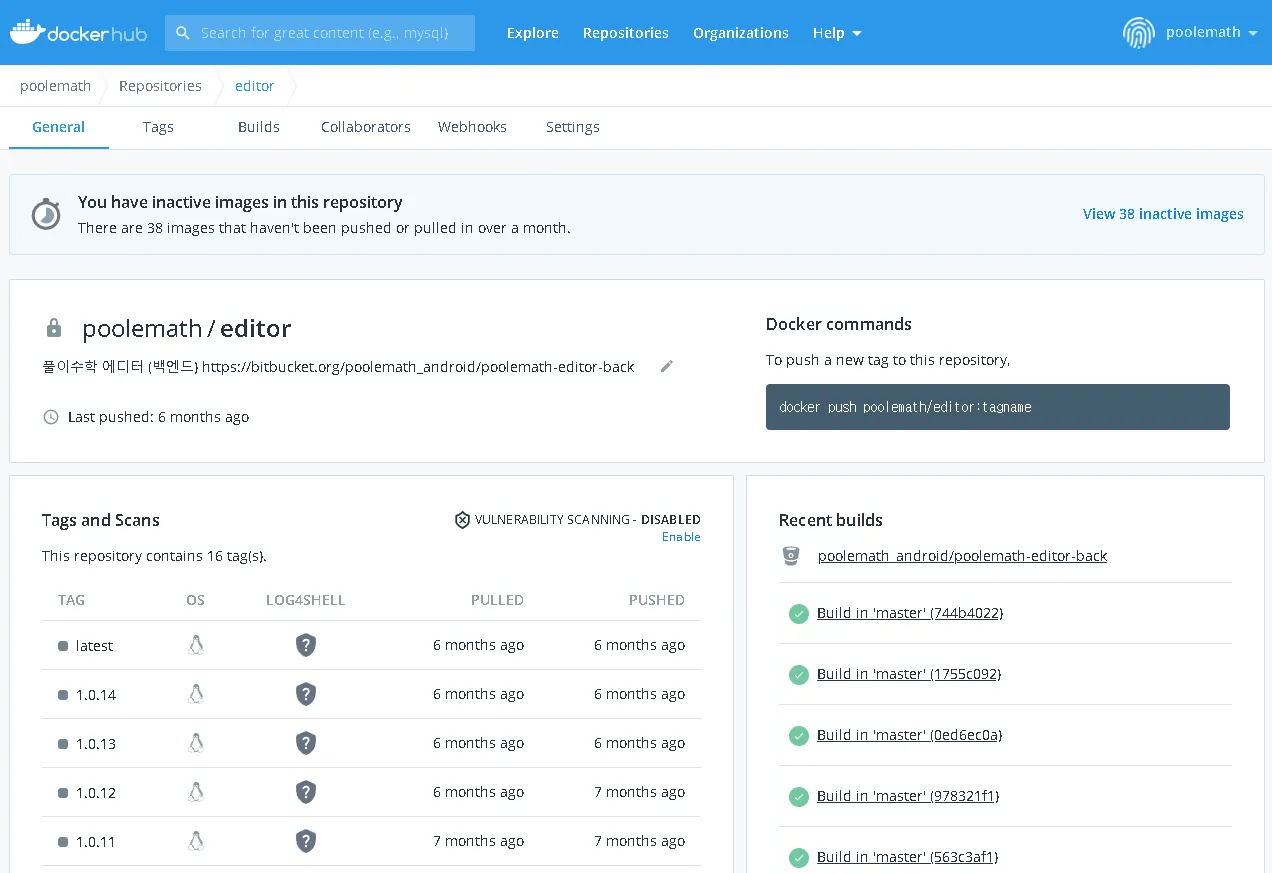 dockerhub
Search for great content (e.g., mysql)
Explore
Repositories
Organizations
Help
poolemath
poolemath
Repositories
editor
General
Tags
Builds
Collaborators
Webhooks
Settings
You have inactive images in this repository
There are 38 images that haven't been pushed or pulled in over a month.
View 38 inactive images
poolemath / editor
풀이수학 에디터 (백엔드) https://bitbucket.org/poolemath_android/poolemath-editor-back
Last pushed: 6 months ago
Docker commands
To push a new tag to this repository,
docker push poolemath/editor:tagname
Tags and Scans
VULNERABILITY SCANNING - DISABLED
Enable
This repository contains 16 tag(s).
TAG OS LOG4SHELL PULLED PUSHED
latest ? 6 months ago 6 months ago
1.0.14 ? 6 months ago 6 months ago
1.0.13 ? 6 months ago 6 months ago
1.0.12 ? 6 months ago 7 months ago
1.0.11 ? 7 months ago 7 months ago
Recent builds
poolemath_android/poolemath-editor-back
Build in 'master' (744b4022)
Build in 'master' (1755c092)
Build in 'master' (0ed6ec0a)
Build in 'master' (978321f1)
Build in 'master' (563c3af1)